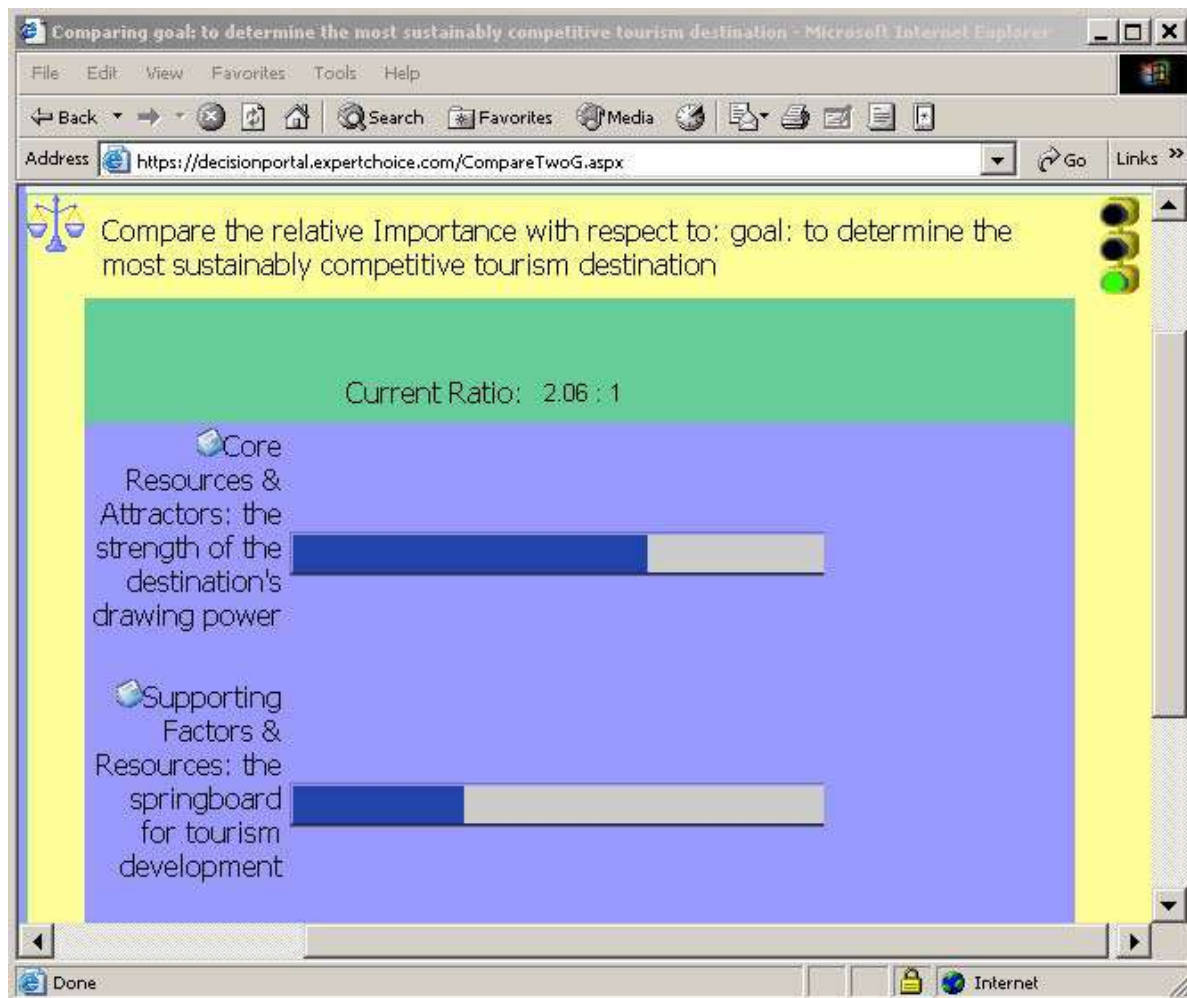 Comparing goal: to determine the most sustainably competitive tourism destination - Microsoft Internet Explorer
File Edit View Favorites Tools Help
Back Search Favorites Media
Address https://decisionportal.expertchoice.com/CompareTwoG.aspx Go Links »
Compare the relative Importance with respect to: goal: to determine the
most sustainably competitive tourism destination
Current Ratio: 2.06 : 1
Core
Resources &
Attractors: the
strength of the
destination's
drawing power
Supporting
Factors &
Resources: the
springboard
for tourism
development
Done Internet